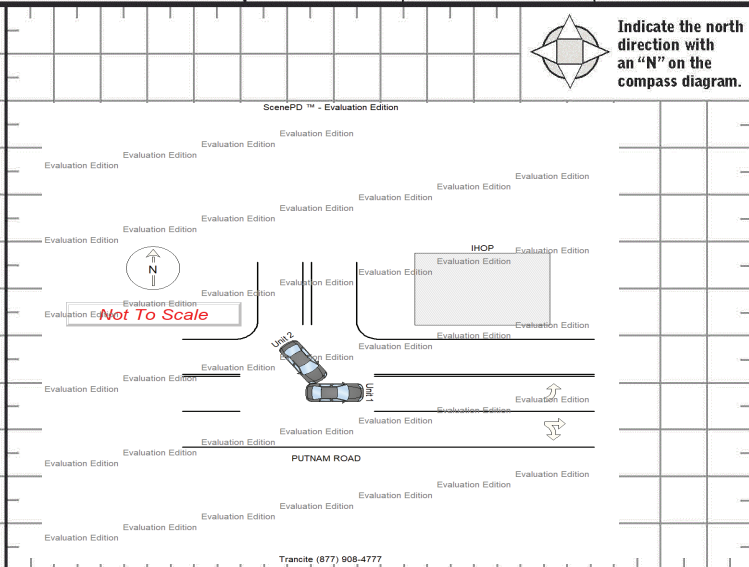 Indicate the north
direction with
an “N” on the
compass diagram.
ScenePD ™ - Evaluation Edition
Evaluation Edition
Evaluation Edition
Evaluation Edition
Evaluation Edition
Evaluation Edition
Evaluation Edition
Evaluation Edition
Evaluation Edition
Evaluation Edition
Evaluation Edition
Evaluation Edition
Evaluation Edition
IHOP
Evaluation Edition
Evaluation Edition
Evaluation Edition
N
Evaluation Edition
Evaluation Edition
Evaluation Edition
Evaluation Edition
Not To Scale
Evaluation Edition
Evaluation Edition
Unit 2
Evaluation Edition
Evaluation Edition
Evaluation Edition
Evaluation Edition
Unit 1
Evaluation Edition
Evaluation Edition
Evaluation Edition
Evaluation Edition
Evaluation Edition
Evaluation Edition
PUTNAM ROAD
Evaluation Edition
Evaluation Edition
Evaluation Edition
Evaluation Edition
Evaluation Edition
Evaluation Edition
Evaluation Edition
Evaluation Edition
Trancite (877) 908-4777